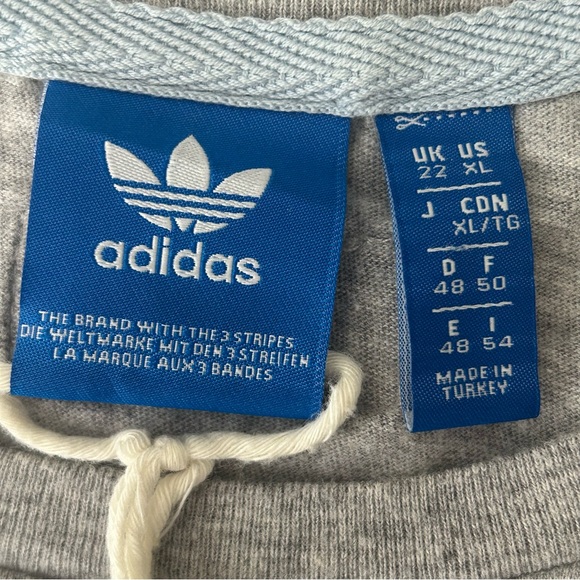 adidas
THE BRAND WITH THE 3 STRIPES
DIE WELTMARKE MIT DEN 3 STREIFEN
LA MARQUE AUX 3 BANDES
UK US
22 XL
J CDN
XL/TG
D F
48 50
E I
48 54
MADE IN
TURKEY